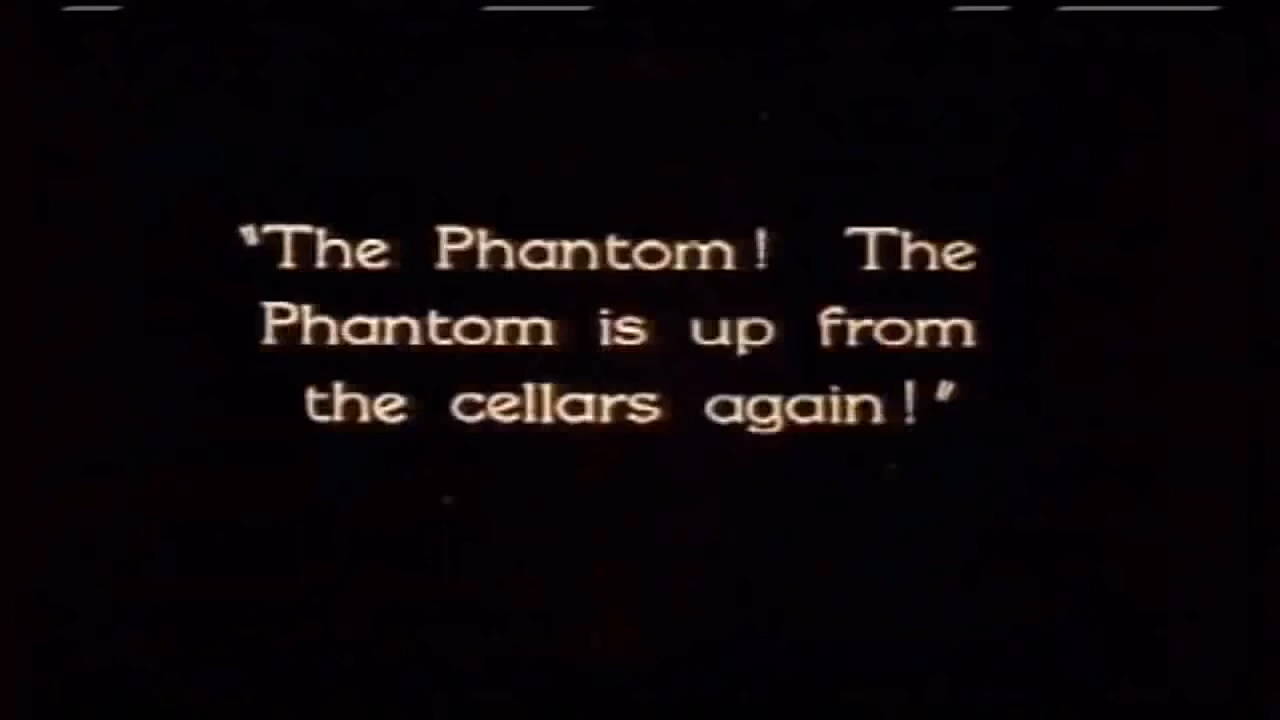 "The Phantom! The
Phantom is up from
the cellars again!"